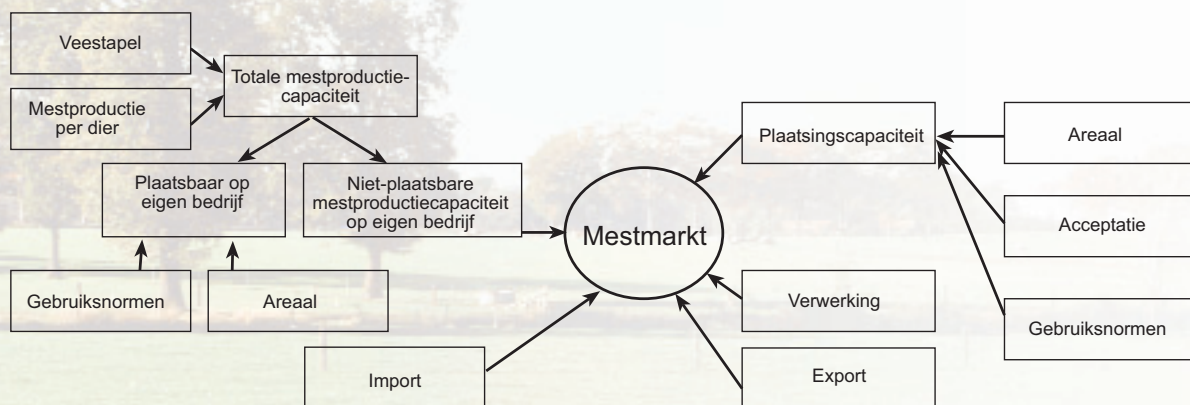 Veestapel
Totale mestproductie-
capaciteit
Mestproductie
per dier
Plaatsbaar op
eigen bedrijf
Niet-plaatsbare
mestproductiecapaciteit
op eigen bedrijf
Gebruiksnormen
Areaal
Import
Mestmarkt
Plaatsingscapaciteit
Areaal
Acceptatie
Gebruiksnormen
Verwerking
Export